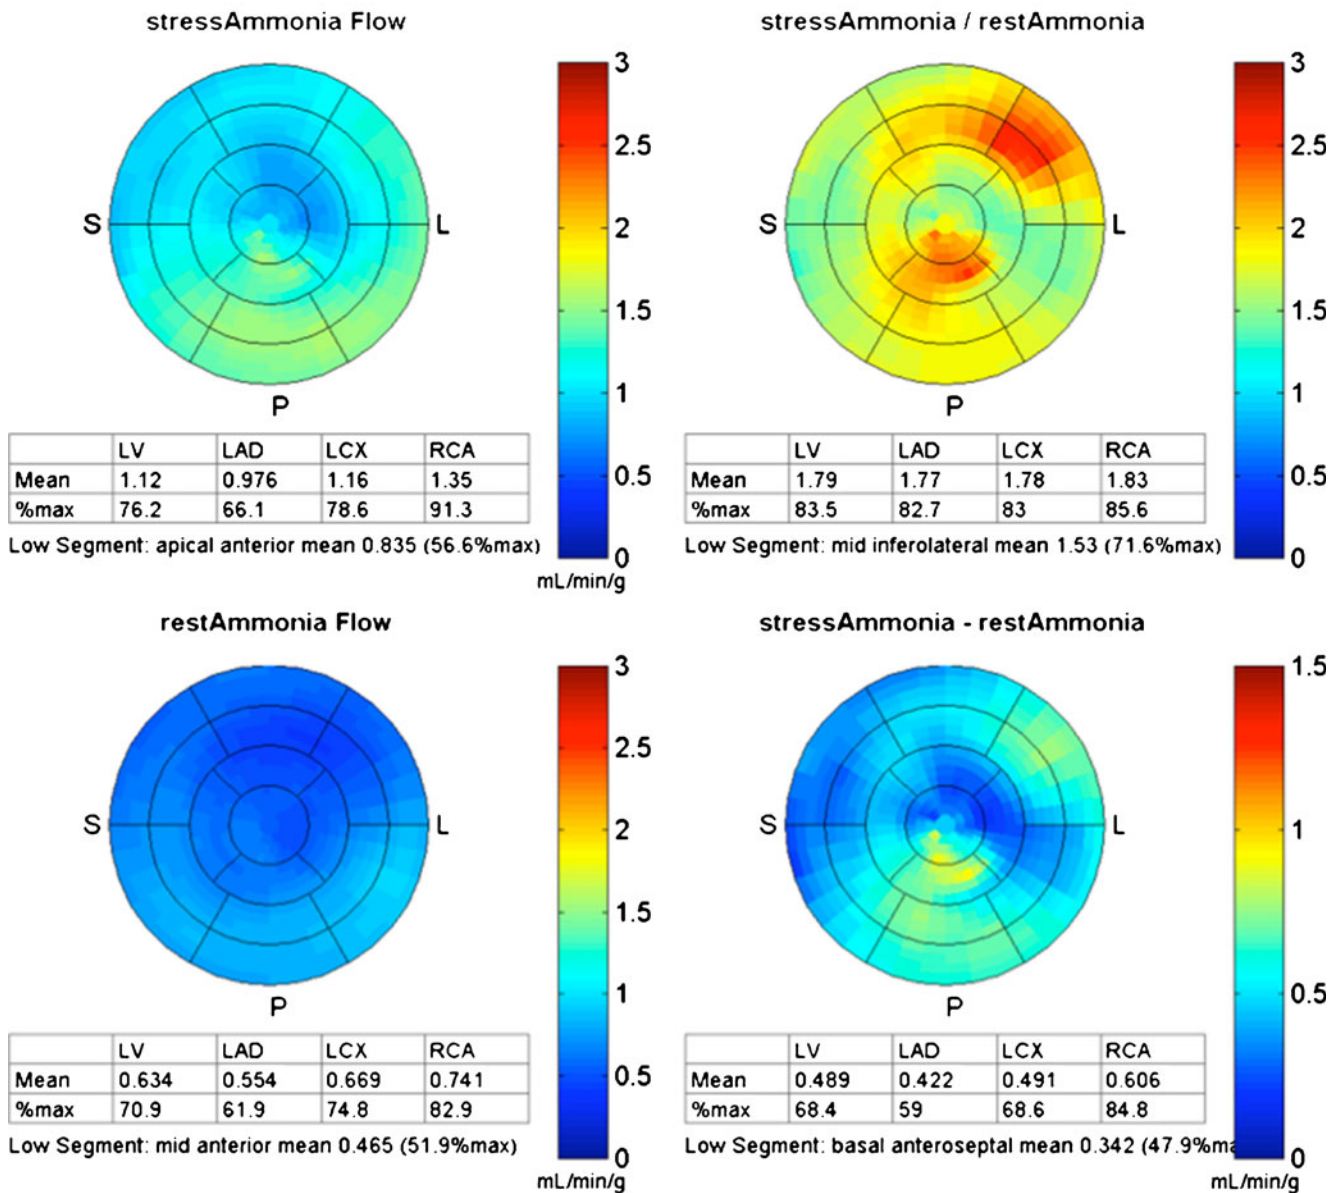 stressAmmonia Flow
S
L
P
3
2.5
2
1.5
1
0.5
0
mL/min/g
LV LAD LCX RCA
Mean 1.12 0.976 1.16 1.35
%max 76.2 66.1 78.6 91.3
Low Segment: apical anterior mean 0.835 (56.6%max)
stressAmmonia / restAmmonia
S
L
P
3
2.5
2
1.5
1
0.5
0
LV LAD LCX RCA
Mean 1.79 1.77 1.78 1.83
%max 83.5 82.7 83 85.6
Low Segment: mid inferolateral mean 1.53 (71.6%max)
restAmmonia Flow
S
L
P
3
2.5
2
1.5
1
0.5
0
mL/min/g
LV LAD LCX RCA
Mean 0.634 0.554 0.669 0.741
%max 70.9 61.9 74.8 82.9
Low Segment: mid anterior mean 0.465 (51.9%max)
stressAmmonia - restAmmonia
S
L
P
1.5
1
0.5
0
mL/min/g
LV LAD LCX RCA
Mean 0.489 0.422 0.491 0.606
%max 68.4 59 68.6 84.8
Low Segment: basal anteroseptal mean 0.342 (47.9%ma